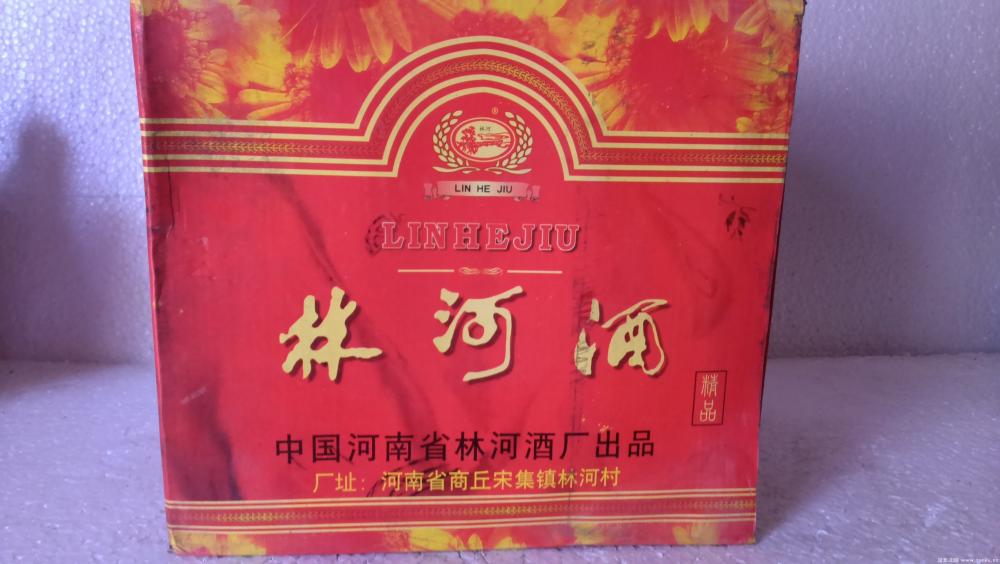 林河
®
LIN HE JIU
LINHEJIU
林河酒
精品
中国河南省林河酒厂出品
厂址：河南省商丘宋集镇林河村